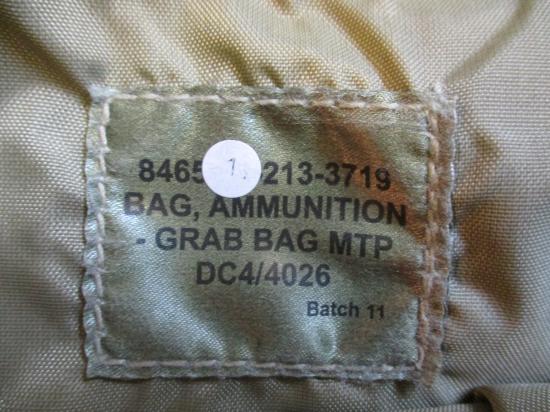 1
8465 213-3719
BAG, AMMUNITION
- GRAB BAG MTP
DC4/4026
Batch 11